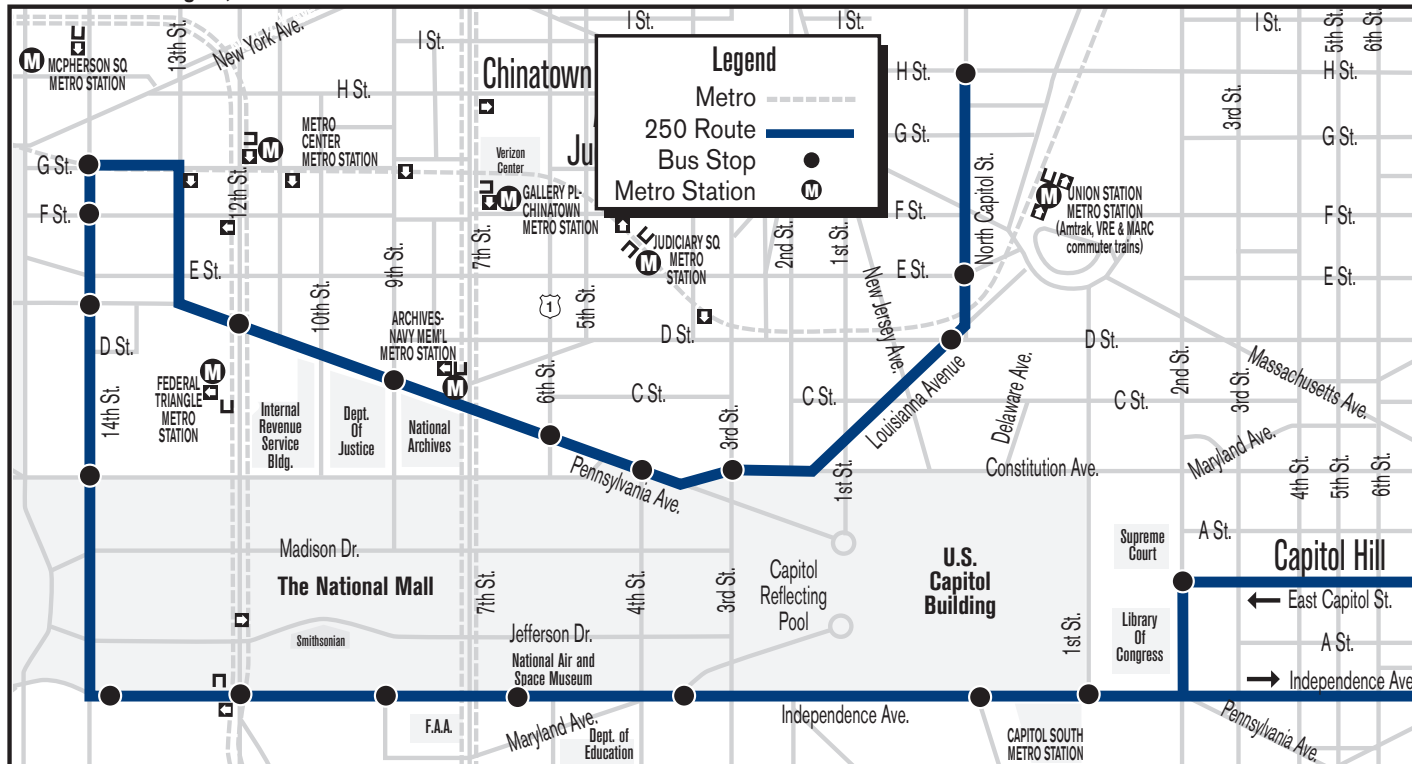 I St.
I St.
I St.
I St.
5th St.
6th St.
13th St.
New York Ave.
M
MCPHERSON SQ.
METRO STATION
Legend
Metro
250 Route
Bus Stop
Metro Station M
Chinatown
Ju
H St.
H St.
H St.
3rd St.
METRO
CENTER
METRO STATION
M
G St.
G St.
G St.
Verizon
Center
12th St.
M
GALLERY PL-
CHINATOWN
METRO STATION
North Capitol St.
M
UNION STATION
METRO STATION
(Amtrak, VRE & MARC
commuter trains)
F St.
F St.
F St.
7th St.
M
JUDICIARY SQ.
METRO
STATION
2nd St.
1st St.
E St.
E St.
E St.
9th St.
10th St.
1
5th St.
New Jersey Ave.
ARCHIVES-
NAVY MEM'L
METRO STATION
M
D St.
D St.
D St.
Massachusetts Ave.
14th St.
M
FEDERAL
TRIANGLE
METRO
STATION
6th St.
C St.
C St.
C St.
Louisianna Avenue
Delaware Ave.
2nd St.
3rd St.
Internal
Revenue
Service
Bldg.
Dept.
Of
Justice
National
Archives
3rd St.
Pennsylvania Ave.
1st St.
Constitution Ave.
Maryland Ave.
4th St.
5th St.
6th St.
Madison Dr.
The National Mall
7th St.
4th St.
3rd St.
Capitol
Reflecting
Pool
U.S.
Capitol
Building
Supreme
Court
A St.
Capitol Hill
East Capitol St.
Smithsonian
Jefferson Dr.
National Air and
Space Museum
1st St.
Library
Of
Congress
A St.
Independence Ave
F.A.A.
Maryland Ave.
Dept. of
Education
Independence Ave.
CAPITOL SOUTH
METRO STATION
Pennsylvania Ave.